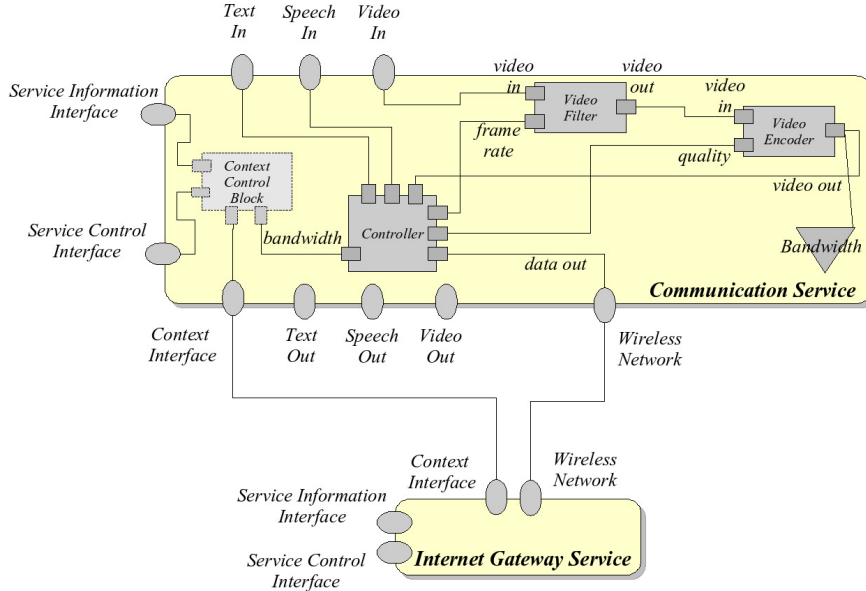 Text
In
Speech
In
Video
In
Service Information
Interface
video
in
Video
Filter
video
out
video
in
Video
Encoder
frame
rate
quality
video out
Context
Control
Block
Service Control
Interface
bandwidth
Controller
data out
Bandwidth
Communication Service
Context
Interface
Text
Out
Speech
Out
Video
Out
Wireless
Network
Context
Interface
Wireless
Network
Service Information
Interface
Service Control
Interface
Internet Gateway Service